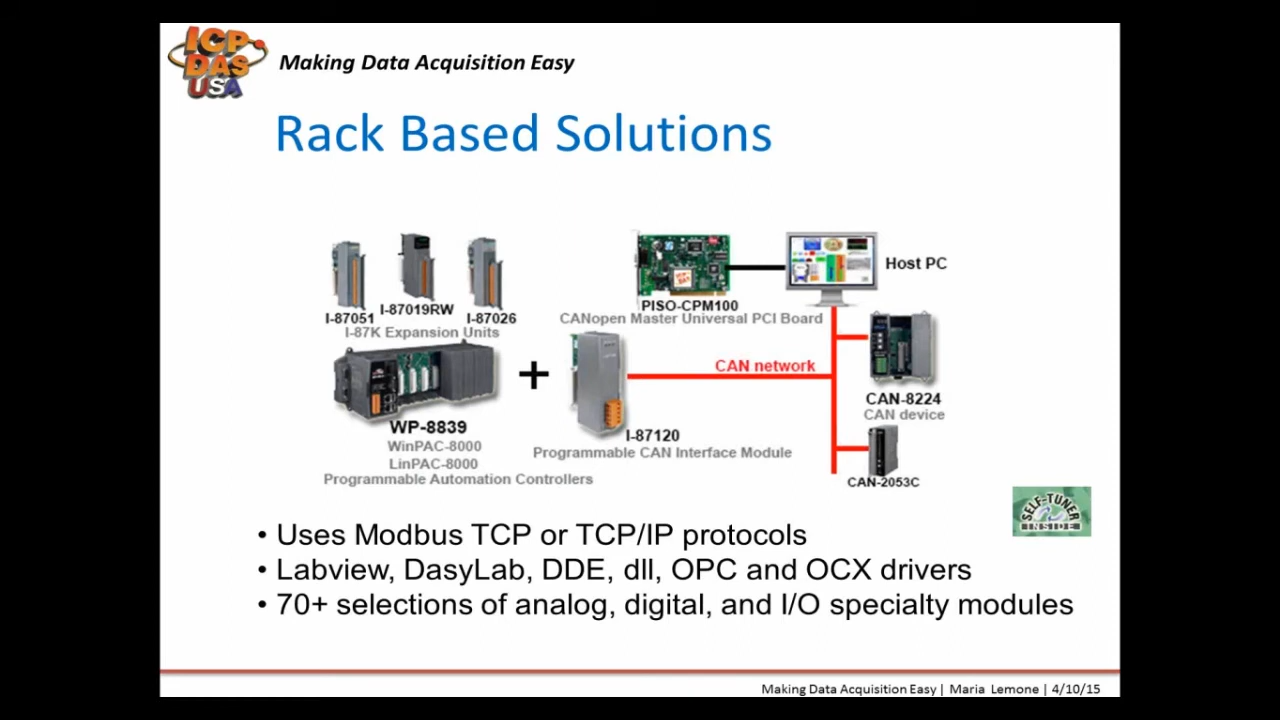 ICP
DAS
USA
Making Data Acquisition Easy
Rack Based Solutions
I-87051
I-87019RW
I-87026
I-87K Expansion Units
PISO-CPM100
CANopen Master Universal PCI Board
Host PC
+
CAN network
WP-8839
WinPAC-8000
LinPAC-8000
Programmable Automation Controllers
I-87120
Programmable CAN Interface Module
CAN-8224
CAN device
CAN-2053C
SELF-TUNER
INSIDE
• Uses Modbus TCP or TCP/IP protocols
• Labview, DasyLab, DDE, dll, OPC and OCX drivers
• 70+ selections of analog, digital, and I/O specialty modules
Making Data Acquisition Easy | Maria Lemone | 4/10/15